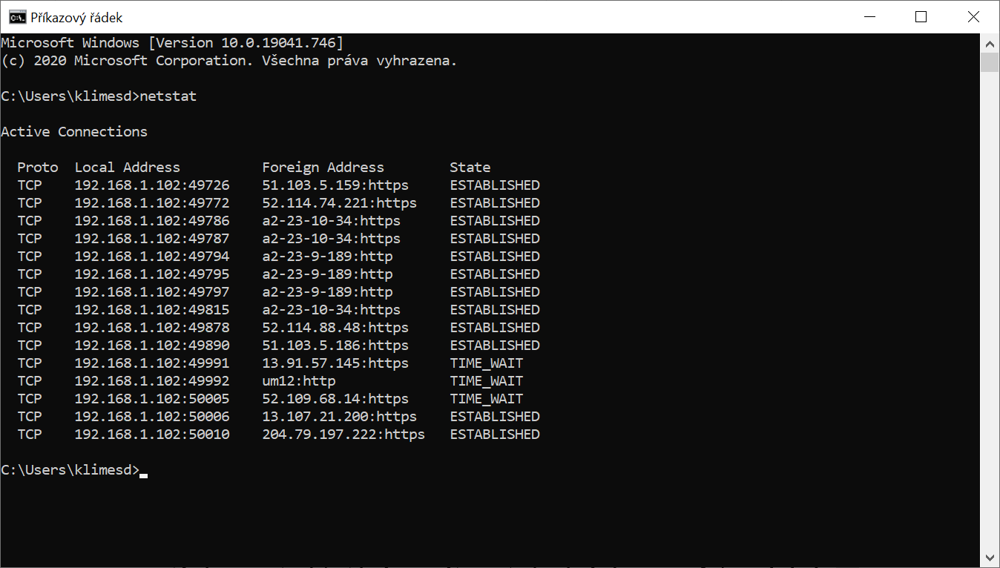 Příkazový řádek
Microsoft Windows [Version 10.0.19041.746]
(c) 2020 Microsoft Corporation. Všechna práva vyhrazena.
C:\Users\klimesd>netstat
Active Connections
Proto  Local Address          Foreign Address        State
TCP    192.168.1.102:49726    51.103.5.159:https     ESTABLISHED
TCP    192.168.1.102:49772    52.114.74.221:https    ESTABLISHED
TCP    192.168.1.102:49786    a2-23-10-34:https      ESTABLISHED
TCP    192.168.1.102:49787    a2-23-10-34:https      ESTABLISHED
TCP    192.168.1.102:49794    a2-23-9-189:http       ESTABLISHED
TCP    192.168.1.102:49795    a2-23-9-189:http       ESTABLISHED
TCP    192.168.1.102:49797    a2-23-9-189:http       ESTABLISHED
TCP    192.168.1.102:49815    a2-23-10-34:https      ESTABLISHED
TCP    192.168.1.102:49878    52.114.88.48:https     ESTABLISHED
TCP    192.168.1.102:49890    51.103.5.186:https     ESTABLISHED
TCP    192.168.1.102:49991    13.91.57.145:https     TIME_WAIT
TCP    192.168.1.102:49992    um12:http              TIME_WAIT
TCP    192.168.1.102:50005    52.109.68.14:https     TIME_WAIT
TCP    192.168.1.102:50006    13.107.21.200:https    ESTABLISHED
TCP    192.168.1.102:50010    204.79.197.222:https   ESTABLISHED
C:\Users\klimesd>